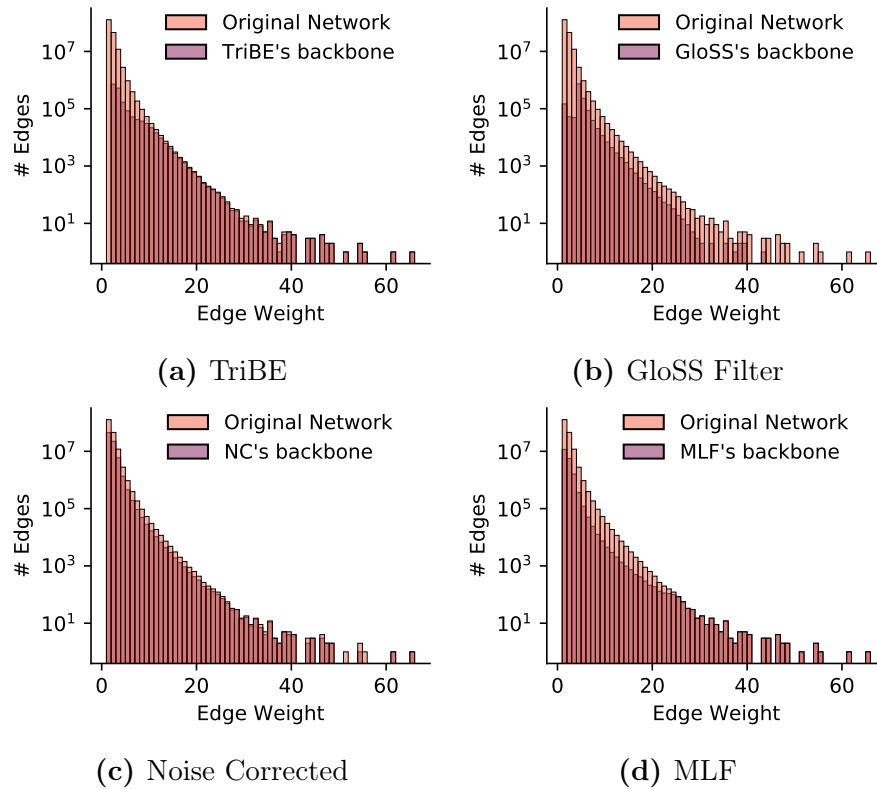 Original Network
TriBE's backbone
10^7
10^5
10^3
10^1
# Edges
0 20 40 60
Edge Weight
(a) TriBE
Original Network
GloSS's backbone
10^7
10^5
10^3
10^1
# Edges
0 20 40 60
Edge Weight
(b) GloSS Filter
Original Network
NC's backbone
10^7
10^5
10^3
10^1
# Edges
0 20 40 60
Edge Weight
(c) Noise Corrected
Original Network
MLF's backbone
10^7
10^5
10^3
10^1
# Edges
0 20 40 60
Edge Weight
(d) MLF